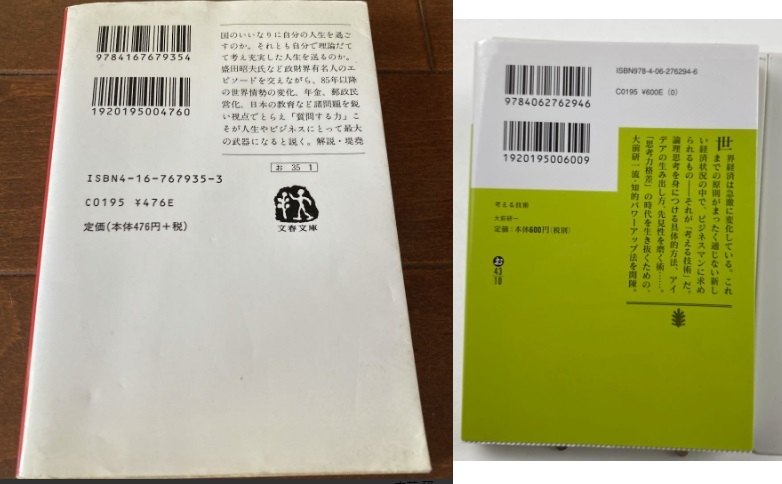 9784167679354
1920195004760
国のいいなりに自分の人生を過ご
すのか。それとも自分で理論だて
て考え充実した人生を送るのか。
盛田昭夫氏など政財界有名人のエ
ピソードを交えながら、85年以降
の世界情勢の変化、年金、郵政民
営化、日本の教育など諸問題を鋭
い視点でとらえ「質問する力」こ
そが人生やビジネスにとって最大
の武器になると説く。解説・堤堯
お 35 1
文春文庫
ISBN4-16-767935-3
C0195 ¥476E
定価(本体476円+税)
9784062762946
1920195006009
ISBN978-4-06-276294-6
C0195 ¥600E (0)
世界経済は急激に変化している。これ
までの原則がまったく通じない新し
い経済状況の中で、ビジネスマンに求め
られるもの──それが「考える技術」だ。
論理思考を身につける具体的方法、アイ
デアの生み出し方、先見性を磨く術……。
「思考力格差」の時代を生き抜くための、
大前研一流・知的パワーアップ法を開陳。
考える技術
大前研一
定価:本体600円(税別)
お
43
10